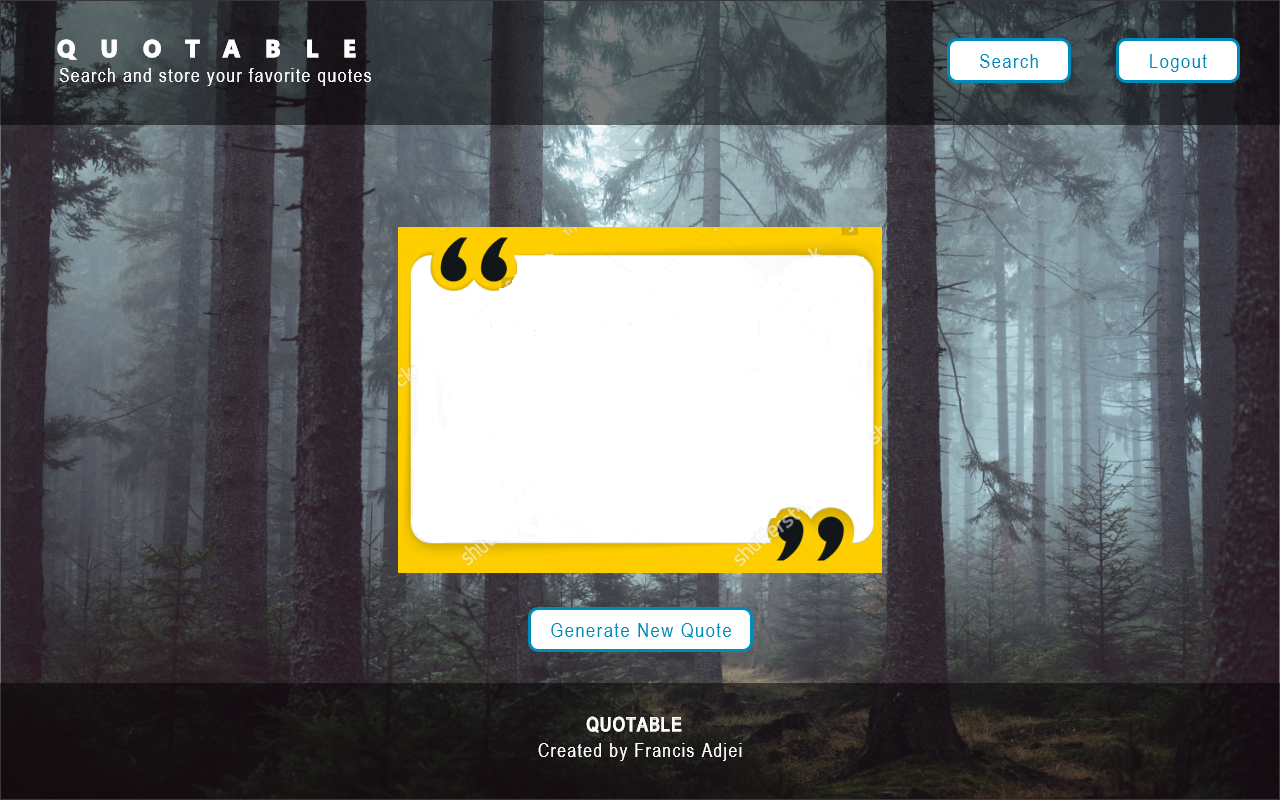 QUOTABLE
Search and store your favorite quotes
Search
Logout
Generate New Quote
QUOTABLE
Created by Francis Adjei